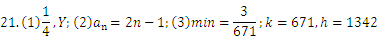 21. (1) 1/4, Y; (2) aₙ = 2n − 1; (3) min = 3/671; k = 671, h = 1342